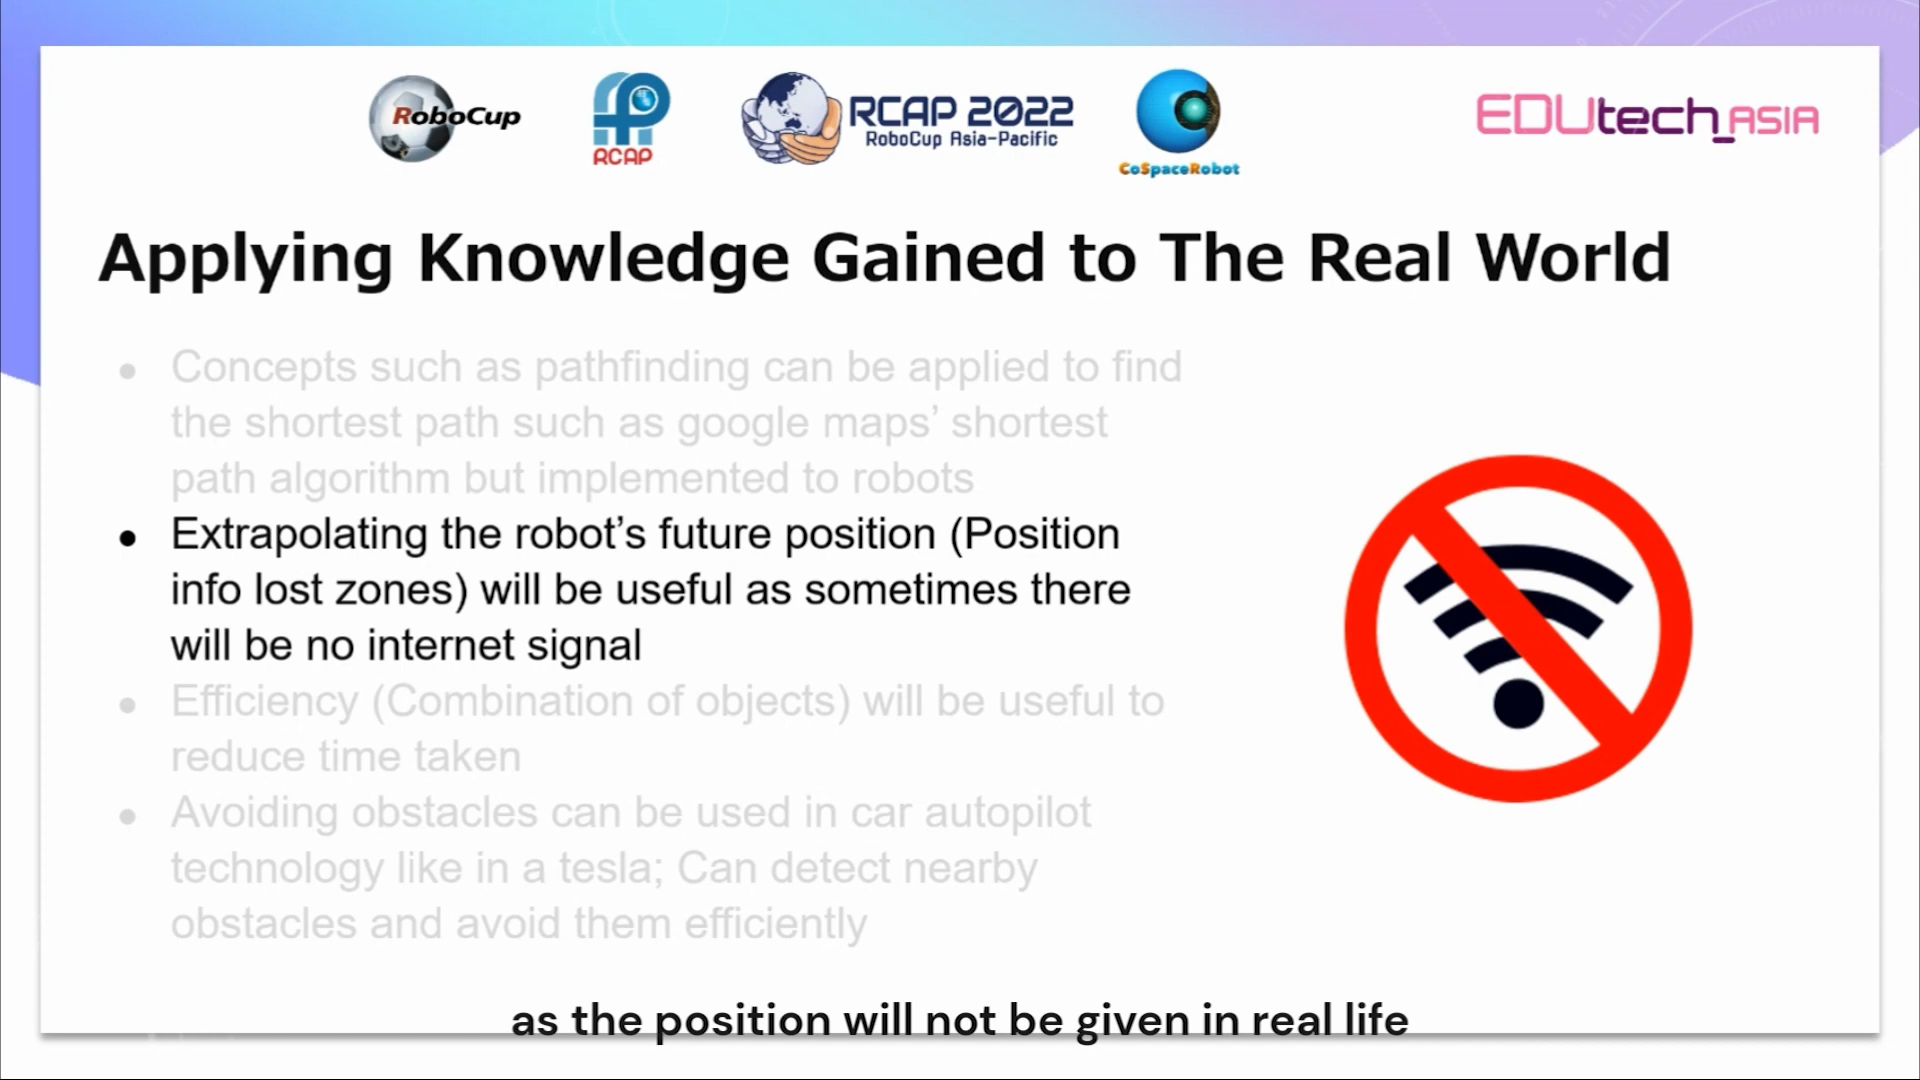 RoboCup
RCAP
RCAP 2022
RoboCup Asia-Pacific
CoSpaceRobot
EDUtech_ASIA
Applying Knowledge Gained to The Real World
• Concepts such as pathfinding can be applied to find
the shortest path such as google maps’ shortest
path algorithm but implemented to robots
• Extrapolating the robot’s future position (Position
info lost zones) will be useful as sometimes there
will be no internet signal
• Efficiency (Combination of objects) will be useful to
reduce time taken
• Avoiding obstacles can be used in car autopilot
technology like in a tesla; Can detect nearby
obstacles and avoid them efficiently
as the position will not be given in real life